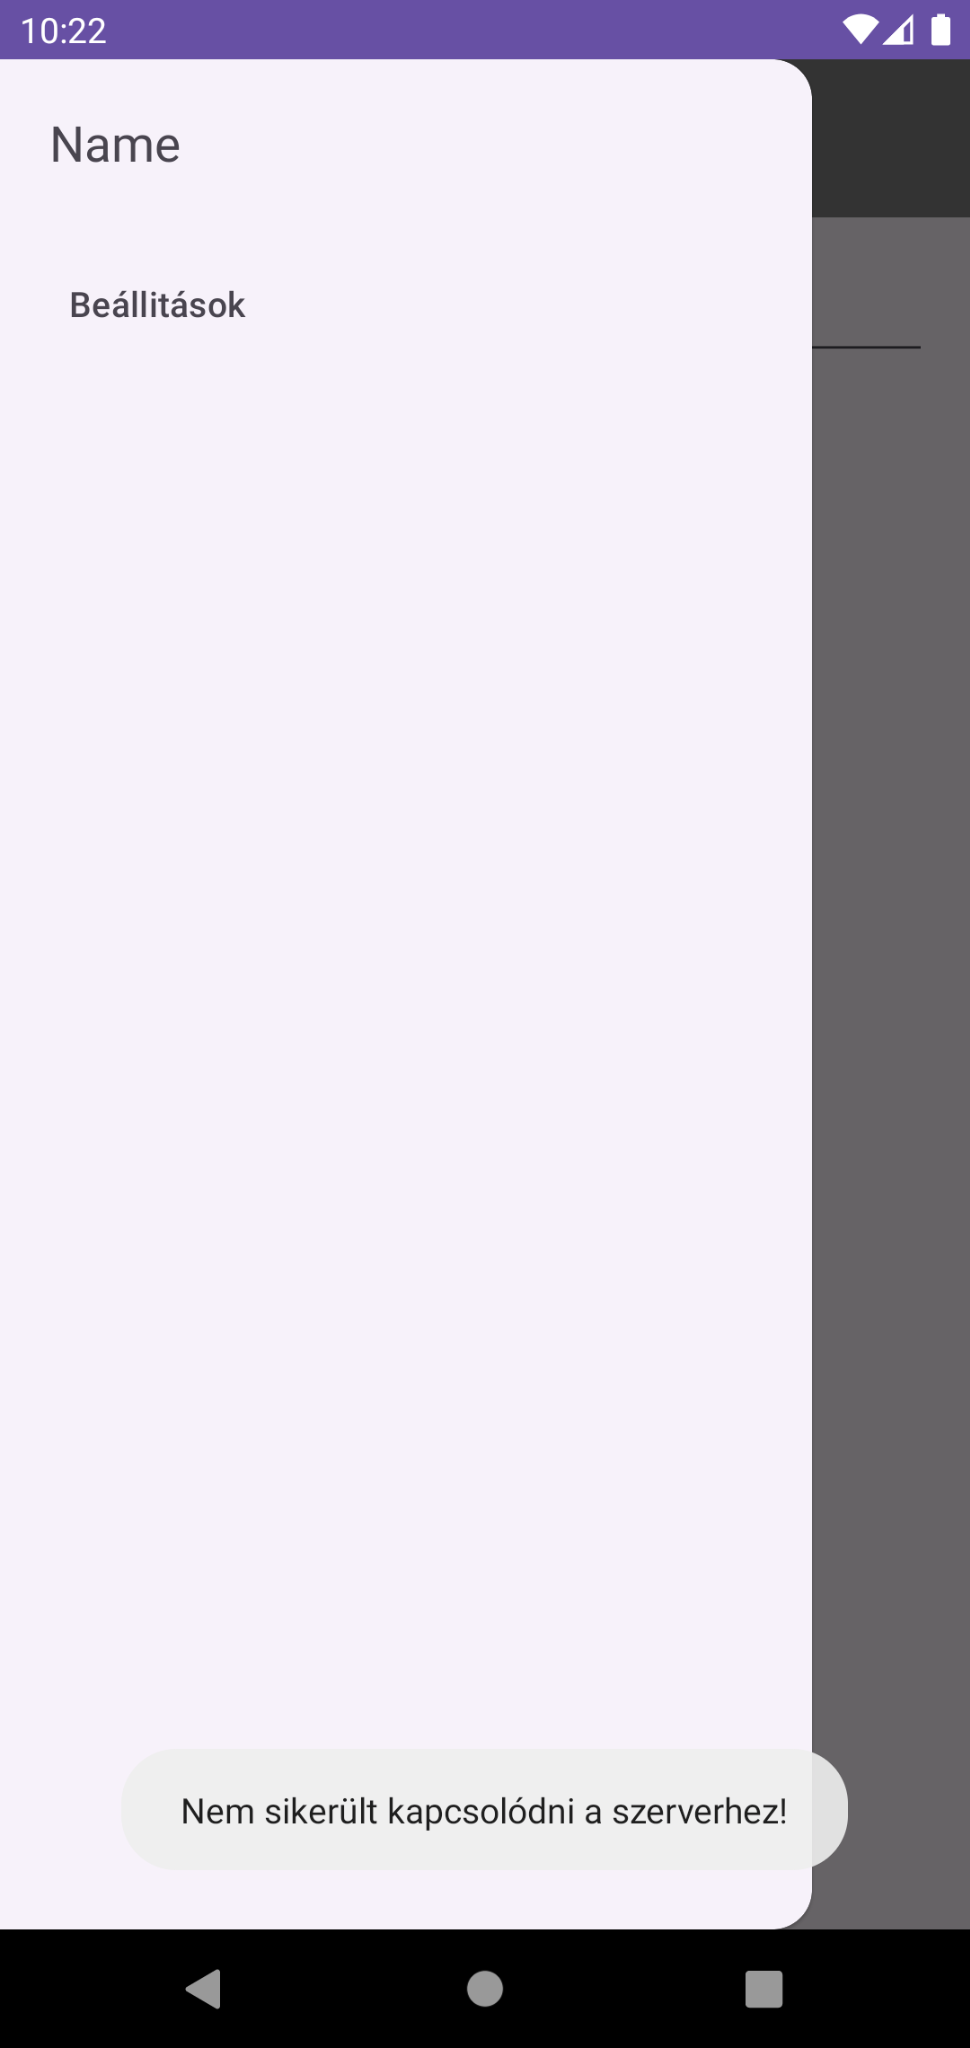 10:22
Name
Beállitások
Nem sikerült kapcsolódni a szerverhez!